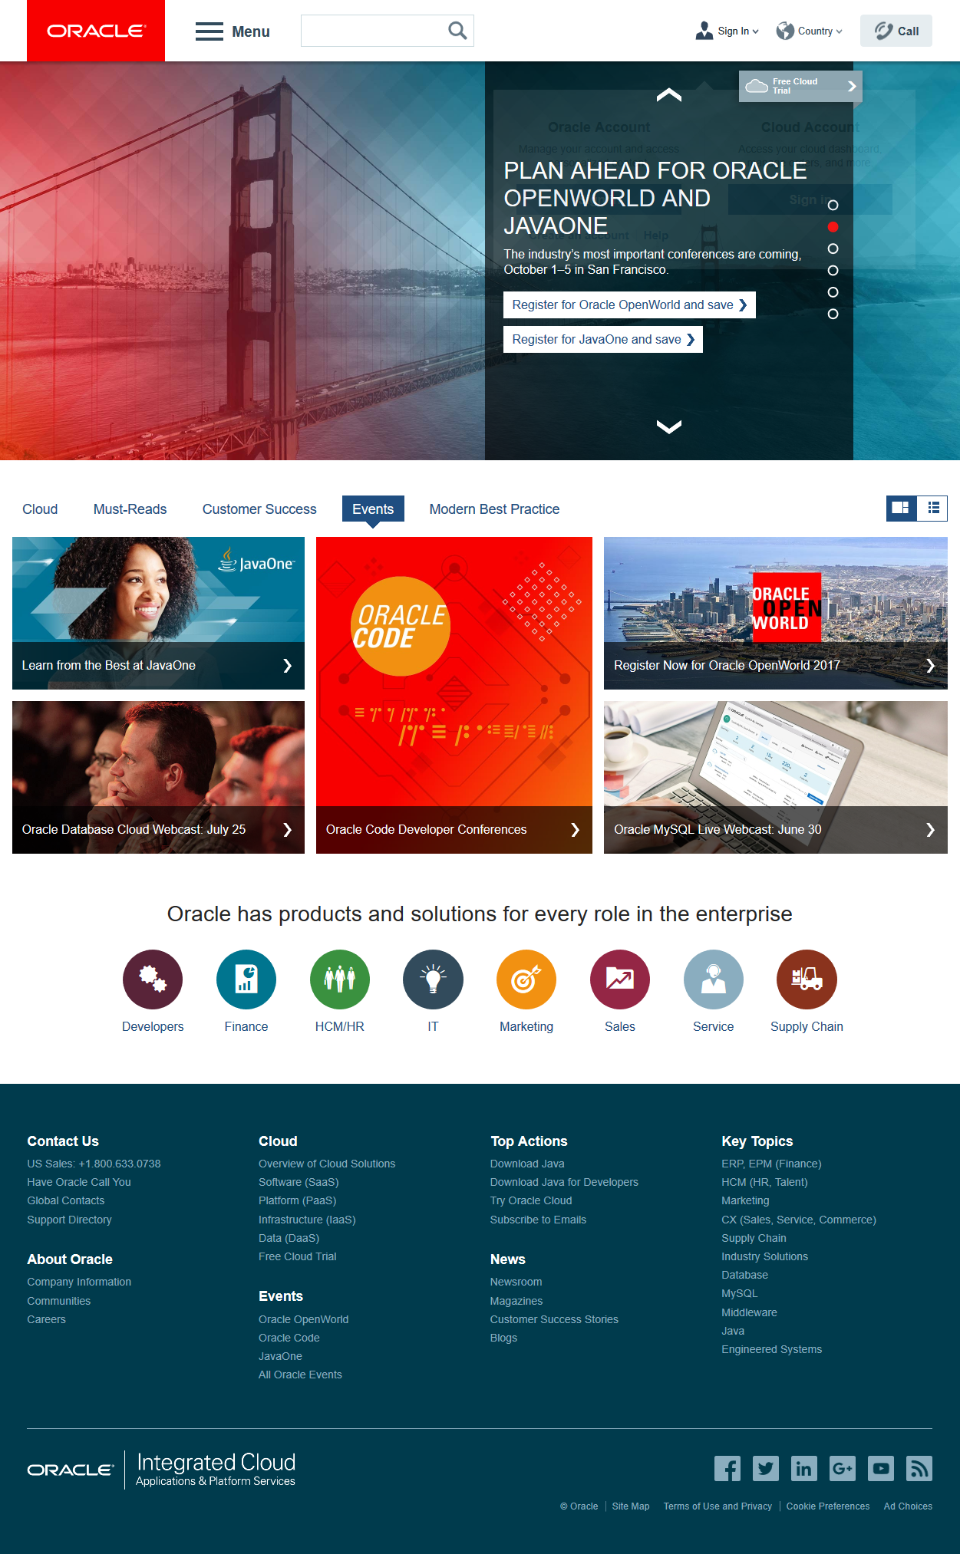 ORACLE
Menu
Sign In
Country
Call
Free Cloud
Trial
Oracle Account
Cloud Account
Manage your account and access
Access your cloud dashboard,
PLAN AHEAD FOR ORACLE
OPENWORLD AND
JAVAONE
Sign in
Help
The industry's most important conferences are coming,
October 1–5 in San Francisco.
Register for Oracle OpenWorld and save
Register for JavaOne and save
Cloud
Must-Reads
Customer Success
Events
Modern Best Practice
JavaOne
Learn from the Best at JavaOne
ORACLE
CODE
Oracle Code Developer Conferences
ORACLE
OPEN
WORLD
Register Now for Oracle OpenWorld 2017
Oracle Database Cloud Webcast: July 25
Oracle MySQL Live Webcast: June 30
Oracle has products and solutions for every role in the enterprise
Developers
Finance
HCM/HR
IT
Marketing
Sales
Service
Supply Chain
Contact Us
US Sales: +1.800.633.0738
Have Oracle Call You
Global Contacts
Support Directory
About Oracle
Company Information
Communities
Careers
Cloud
Overview of Cloud Solutions
Software (SaaS)
Platform (PaaS)
Infrastructure (IaaS)
Data (DaaS)
Free Cloud Trial
Events
Oracle OpenWorld
Oracle Code
JavaOne
All Oracle Events
Top Actions
Download Java
Download Java for Developers
Try Oracle Cloud
Subscribe to Emails
News
Newsroom
Magazines
Customer Success Stories
Blogs
Key Topics
ERP, EPM (Finance)
HCM (HR, Talent)
Marketing
CX (Sales, Service, Commerce)
Supply Chain
Industry Solutions
Database
MySQL
Middleware
Java
Engineered Systems
ORACLE
Integrated Cloud
Applications & Platform Services
© Oracle
Site Map
Terms of Use and Privacy
Cookie Preferences
Ad Choices